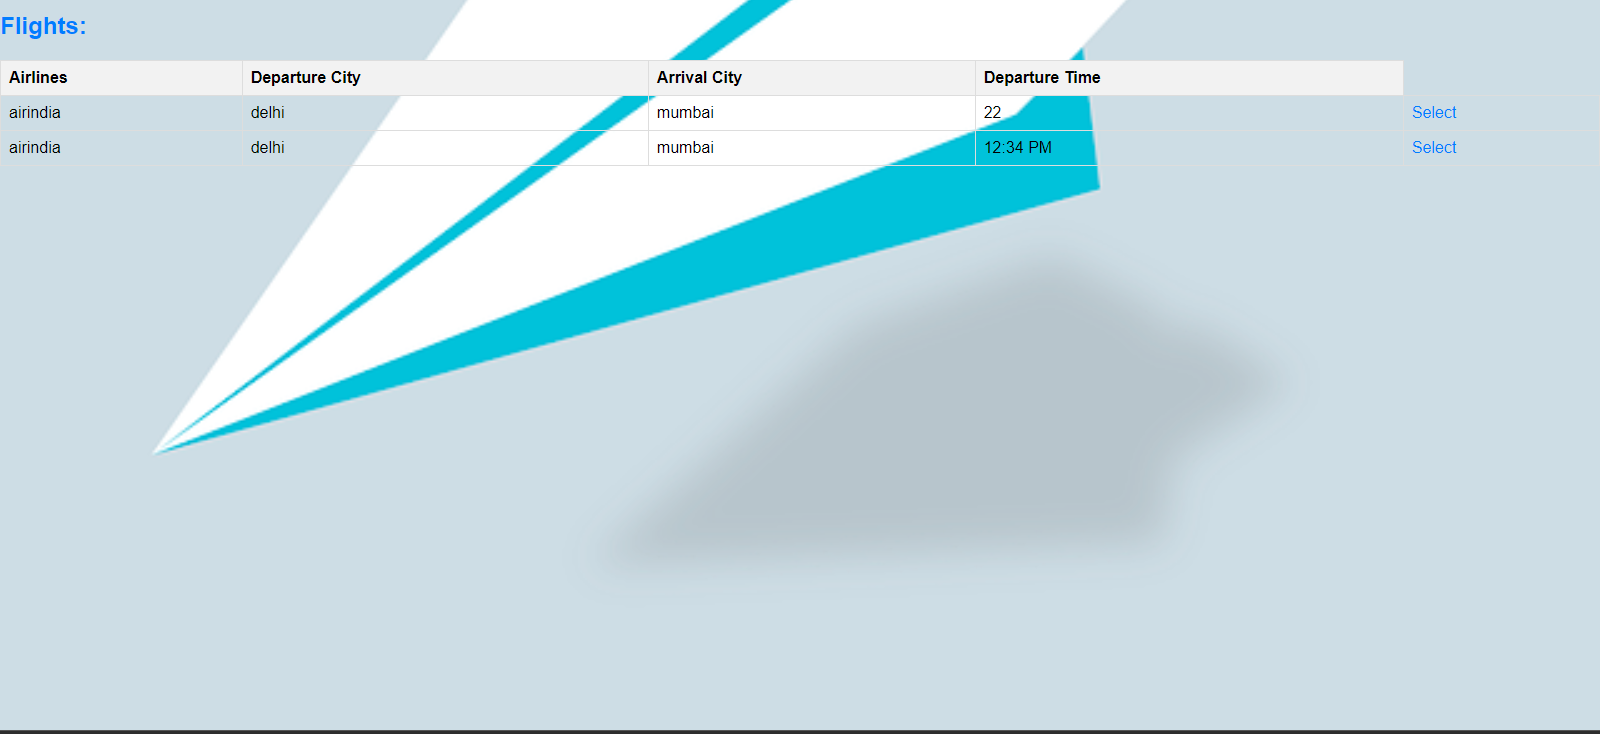 Flights:
Airlines Departure City Arrival City Departure Time
airindia delhi mumbai 22 Select
airindia delhi mumbai 12:34 PM Select